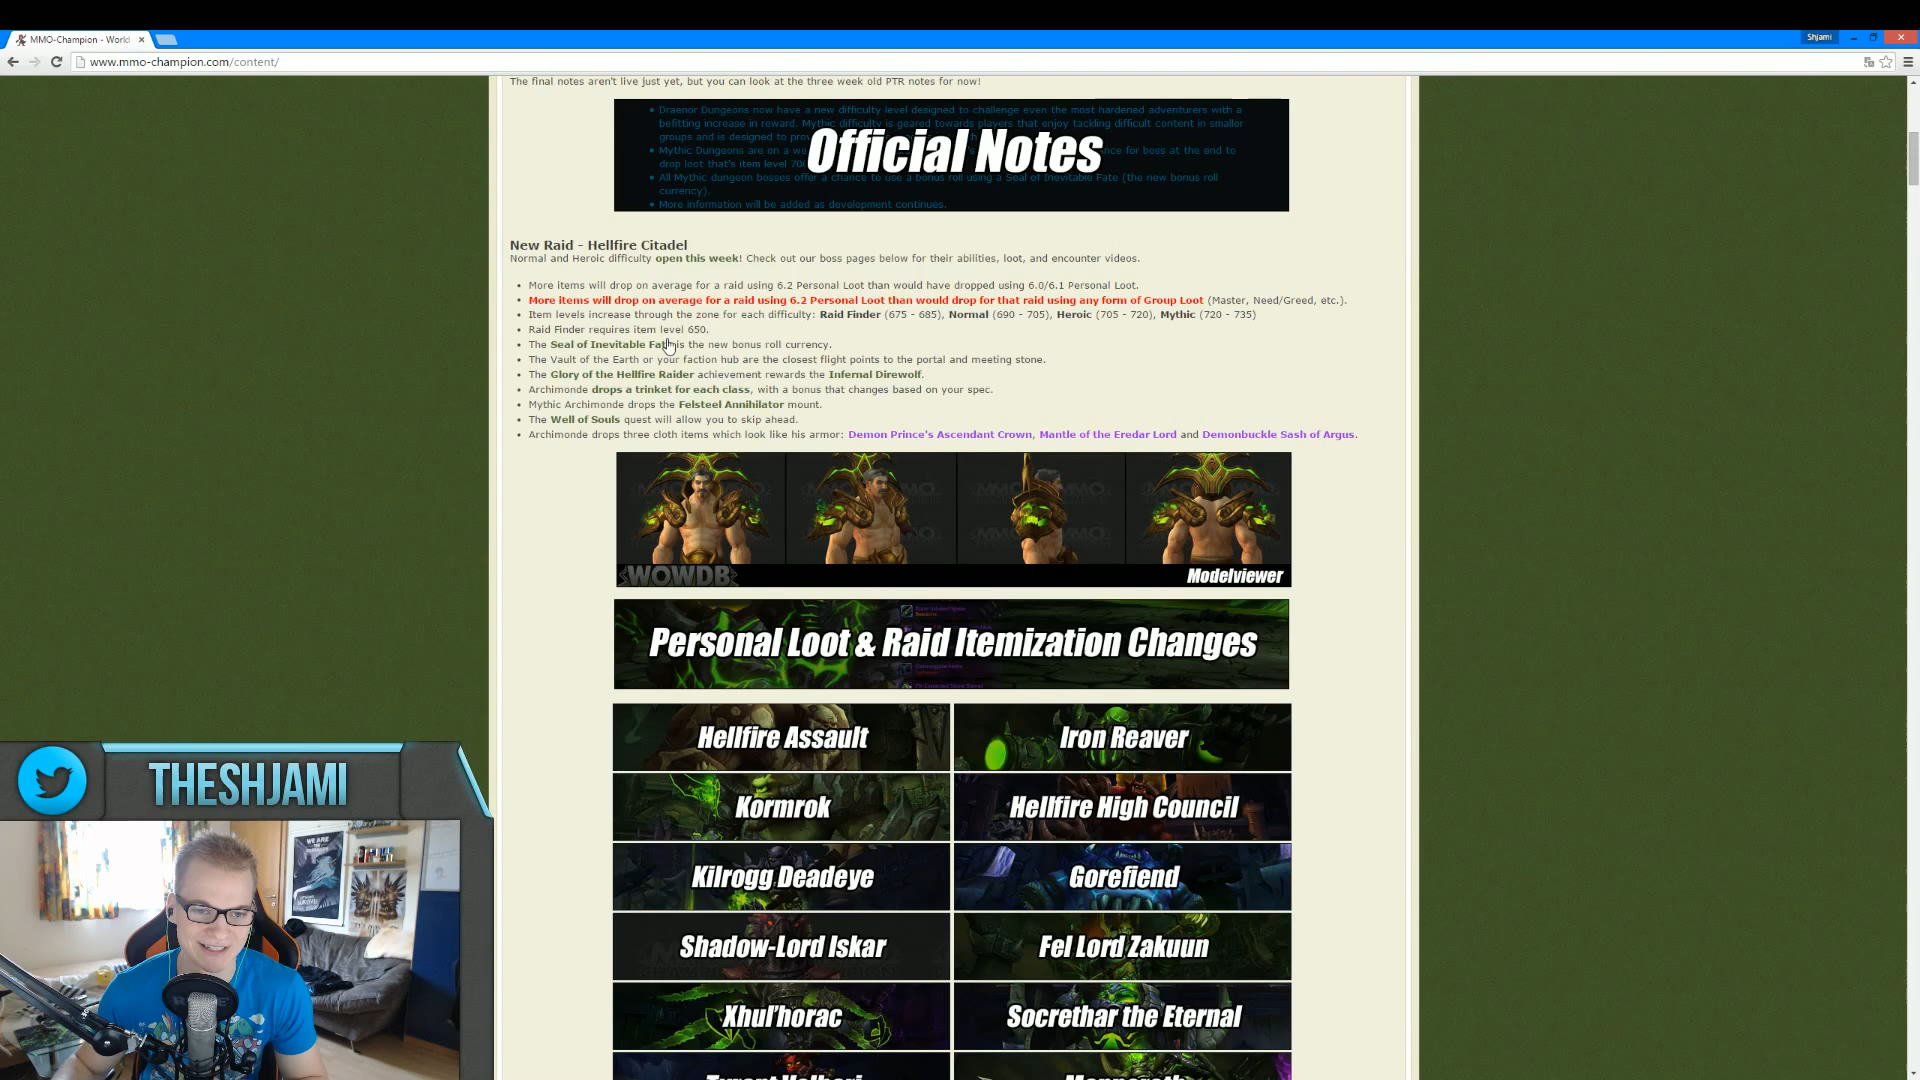 MMO-Champion - World
Shjami
www.mmo-champion.com/content/
The final notes aren't live just yet, but you can look at the three week old PTR notes for now!
Draenor Dungeons now have a new difficulty level designed to challenge even the most hardened adventurers with a
befitting increase in reward. Mythic difficulty is geared towards players that enjoy tackling difficult content in smaller
groups and is designed to
Mythic Dungeons are on a ance for boss at the end to
drop loot that's item level
All Mythic dungeon bosses offer a chance to use a bonus roll using a Seal of Inevitable Fate (the new bonus roll
currency).
More information will be added as development continues.
Official Notes
New Raid - Hellfire Citadel
Normal and Heroic difficulty open this week! Check out our boss pages below for their abilities, loot, and encounter videos.
• More items will drop on average for a raid using 6.2 Personal Loot than would have dropped using 6.0/6.1 Personal Loot.
• More items will drop on average for a raid using 6.2 Personal Loot than would drop for that raid using any form of Group Loot (Master, Need/Greed, etc.).
• Item levels increase through the zone for each difficulty: Raid Finder (675 - 685), Normal (690 - 705), Heroic (705 - 720), Mythic (720 - 735)
• Raid Finder requires item level 650.
• The Seal of Inevitable Fate is the new bonus roll currency.
• The Vault of the Earth or your faction hub are the closest flight points to the portal and meeting stone.
• The Glory of the Hellfire Raider achievement rewards the Infernal Direwolf.
• Archimonde drops a trinket for each class, with a bonus that changes based on your spec.
• Mythic Archimonde drops the Felsteel Annihilator mount.
• The Well of Souls quest will allow you to skip ahead.
• Archimonde drops three cloth items which look like his armor: Demon Prince's Ascendant Crown, Mantle of the Eredar Lord and Demonbuckle Sash of Argus.
WOWDB
Modelviewer
Personal Loot & Raid Itemization Changes
Hellfire Assault
Iron Reaver
Kormrok
Hellfire High Council
Kilrogg Deadeye
Gorefiend
Shadow-Lord Iskar
Fel Lord Zakuun
Xhul'horac
Socrethar the Eternal
THESHJAMI
WE ARE